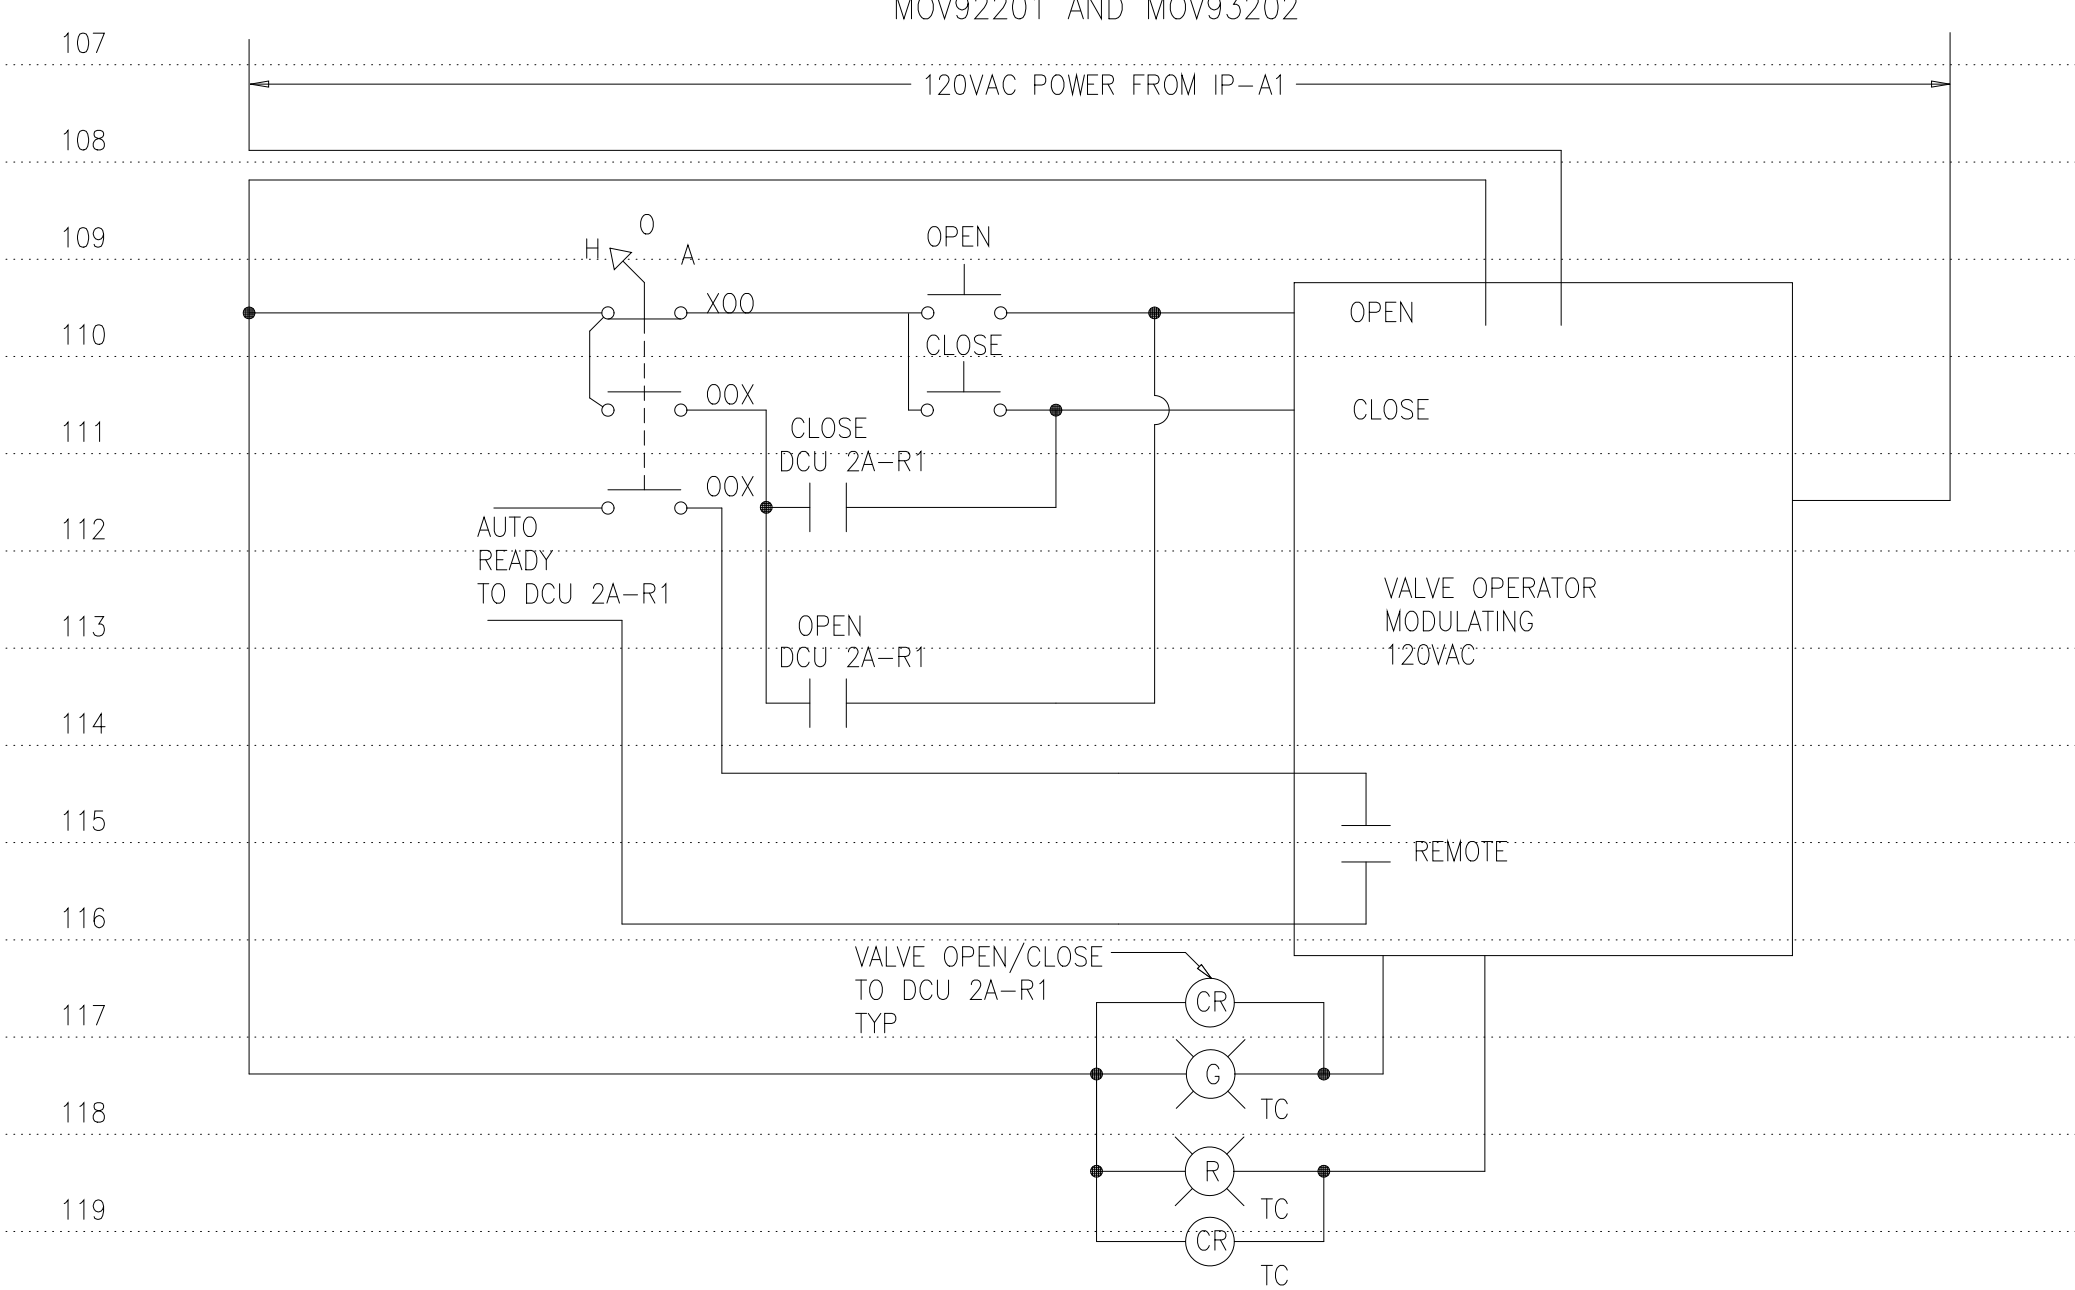 MOV92201 AND MOV93202
107
120VAC POWER FROM IP-A1
108
109
H
O
A
OPEN
XOO
OPEN
110
CLOSE
OOX
CLOSE
111
CLOSE
DCU 2A-R1
OOX
112
AUTO
READY
TO DCU 2A-R1
VALVE OPERATOR
MODULATING
120VAC
113
OPEN
DCU 2A-R1
114
115
REMOTE
116
VALVE OPEN/CLOSE
TO DCU 2A-R1
TYP
CR
117
G
TC
118
R
TC
119
CR
TC